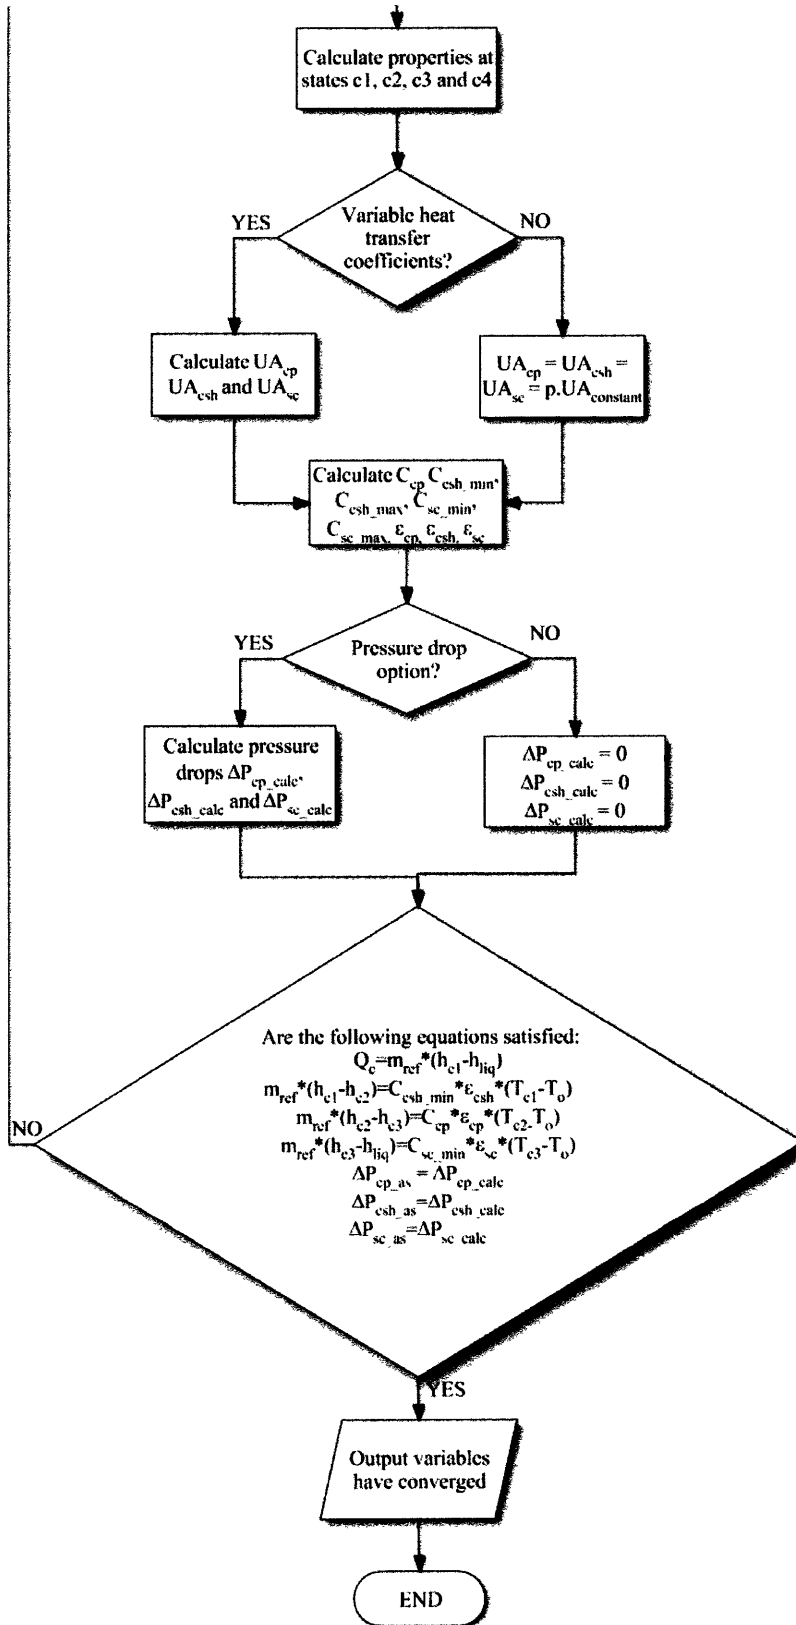 Calculate properties at
states c1, c2, c3 and c4
YES
NO
Variable heat
transfer
coefficients?
Calculate UA_cp
UA_csh and UA_sc
UA_cp = UA_csh =
UA_sc = p.UA_constant
Calculate C_cp C_csh_min,
C_csh_max, C_sc_min,
C_sc_max, ε_cp, ε_csh, ε_sc
YES
NO
Pressure drop
option?
Calculate pressure
drops ΔP_cp_calc,
ΔP_csh_calc and ΔP_sc_calc
ΔP_cp_calc = 0
ΔP_csh_calc = 0
ΔP_sc_calc = 0
Are the following equations satisfied:
Q_c=m_ref*(h_c1-h_liq)
m_ref*(h_c1-h_c2)=C_csh_min*ε_csh*(T_c1-T_o)
m_ref*(h_c2-h_c3)=C_cp*ε_cp*(T_c2-T_o)
m_ref*(h_c3-h_liq)=C_sc_min*ε_sc*(T_c3-T_o)
ΔP_cp_as = ΔP_cp_calc
ΔP_csh_as=ΔP_csh_calc
ΔP_sc_as=ΔP_sc_calc
NO
YES
Output variables
have converged
END